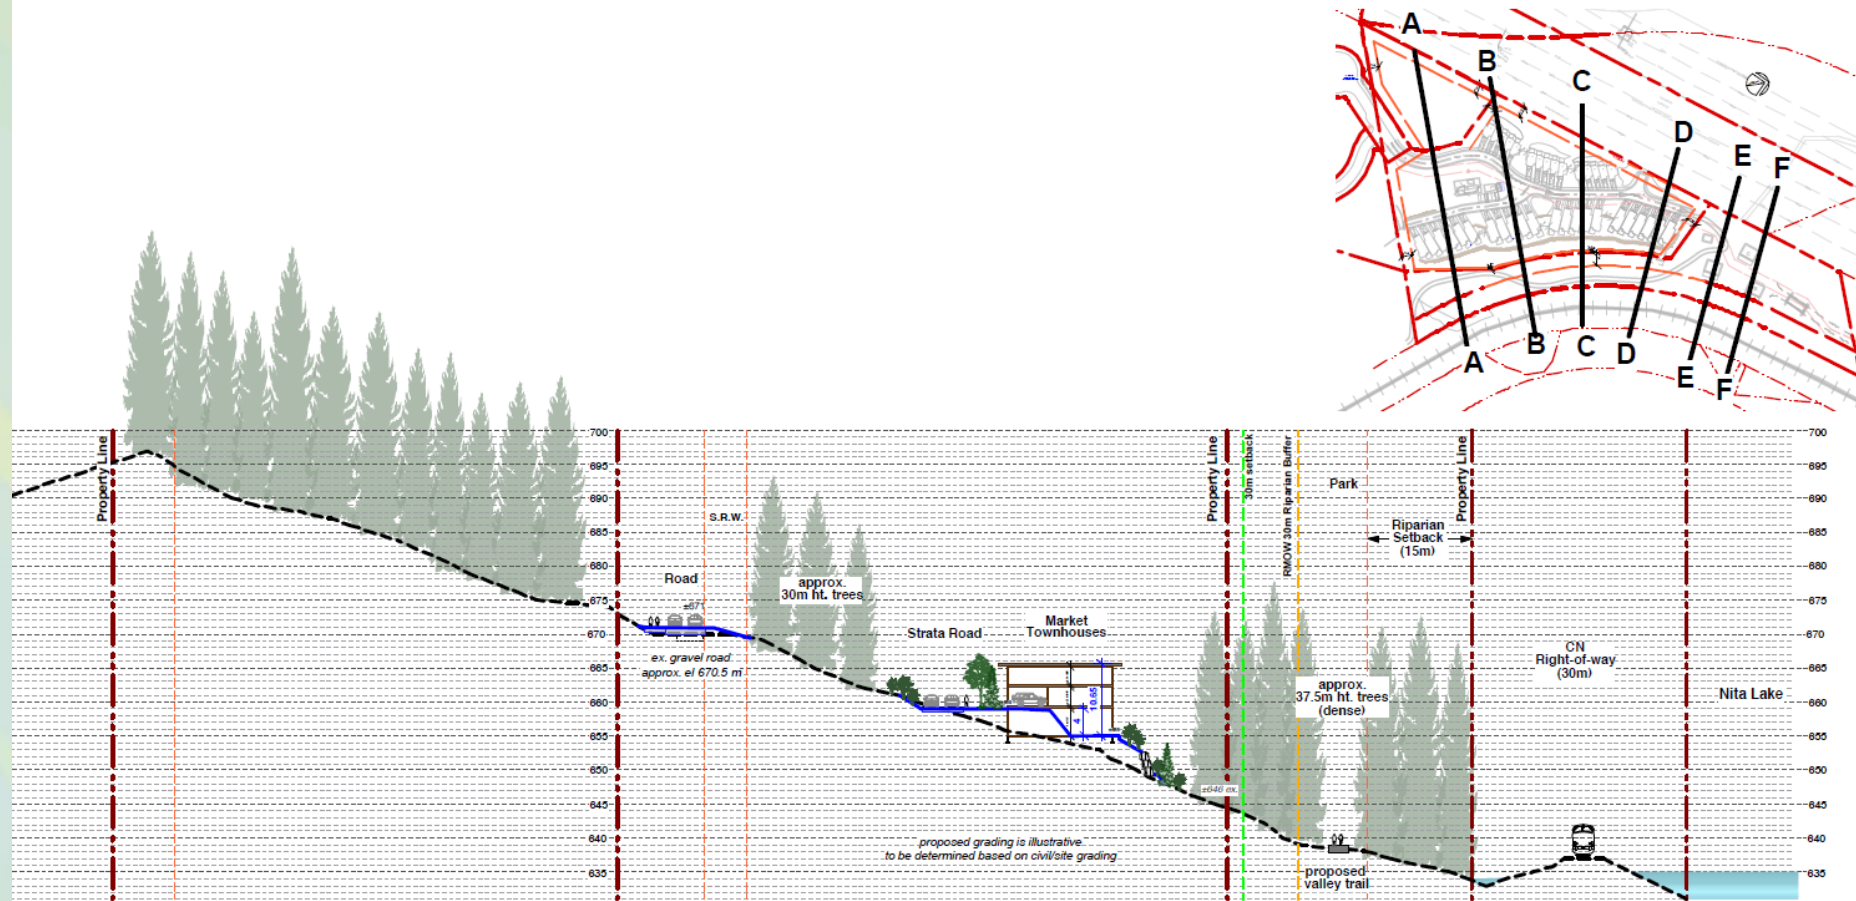 A
B
C
D
E
F
A
B
C
D
E
F
Property Line
700
695
690
685
680
675
670
665
660
655
650
645
640
635
S.R.W.
Road
±671
ex. gravel road
approx. el 670.5 m
approx.
30m ht. trees
Strata Road
Market
Townhouses
4
10.65
proposed grading is illustrative
to be determined based on civil/site grading
Property Line
30m setback
RMOW 30m Riparian Buffer
Park
Riparian
Setback
(15m)
Property Line
approx.
37.5m ht. trees
(dense)
±646 ex.
proposed
valley trail
CN
Right-of-way
(30m)
Nita Lake
700
695
690
685
680
675
670
665
660
655
650
645
640
635